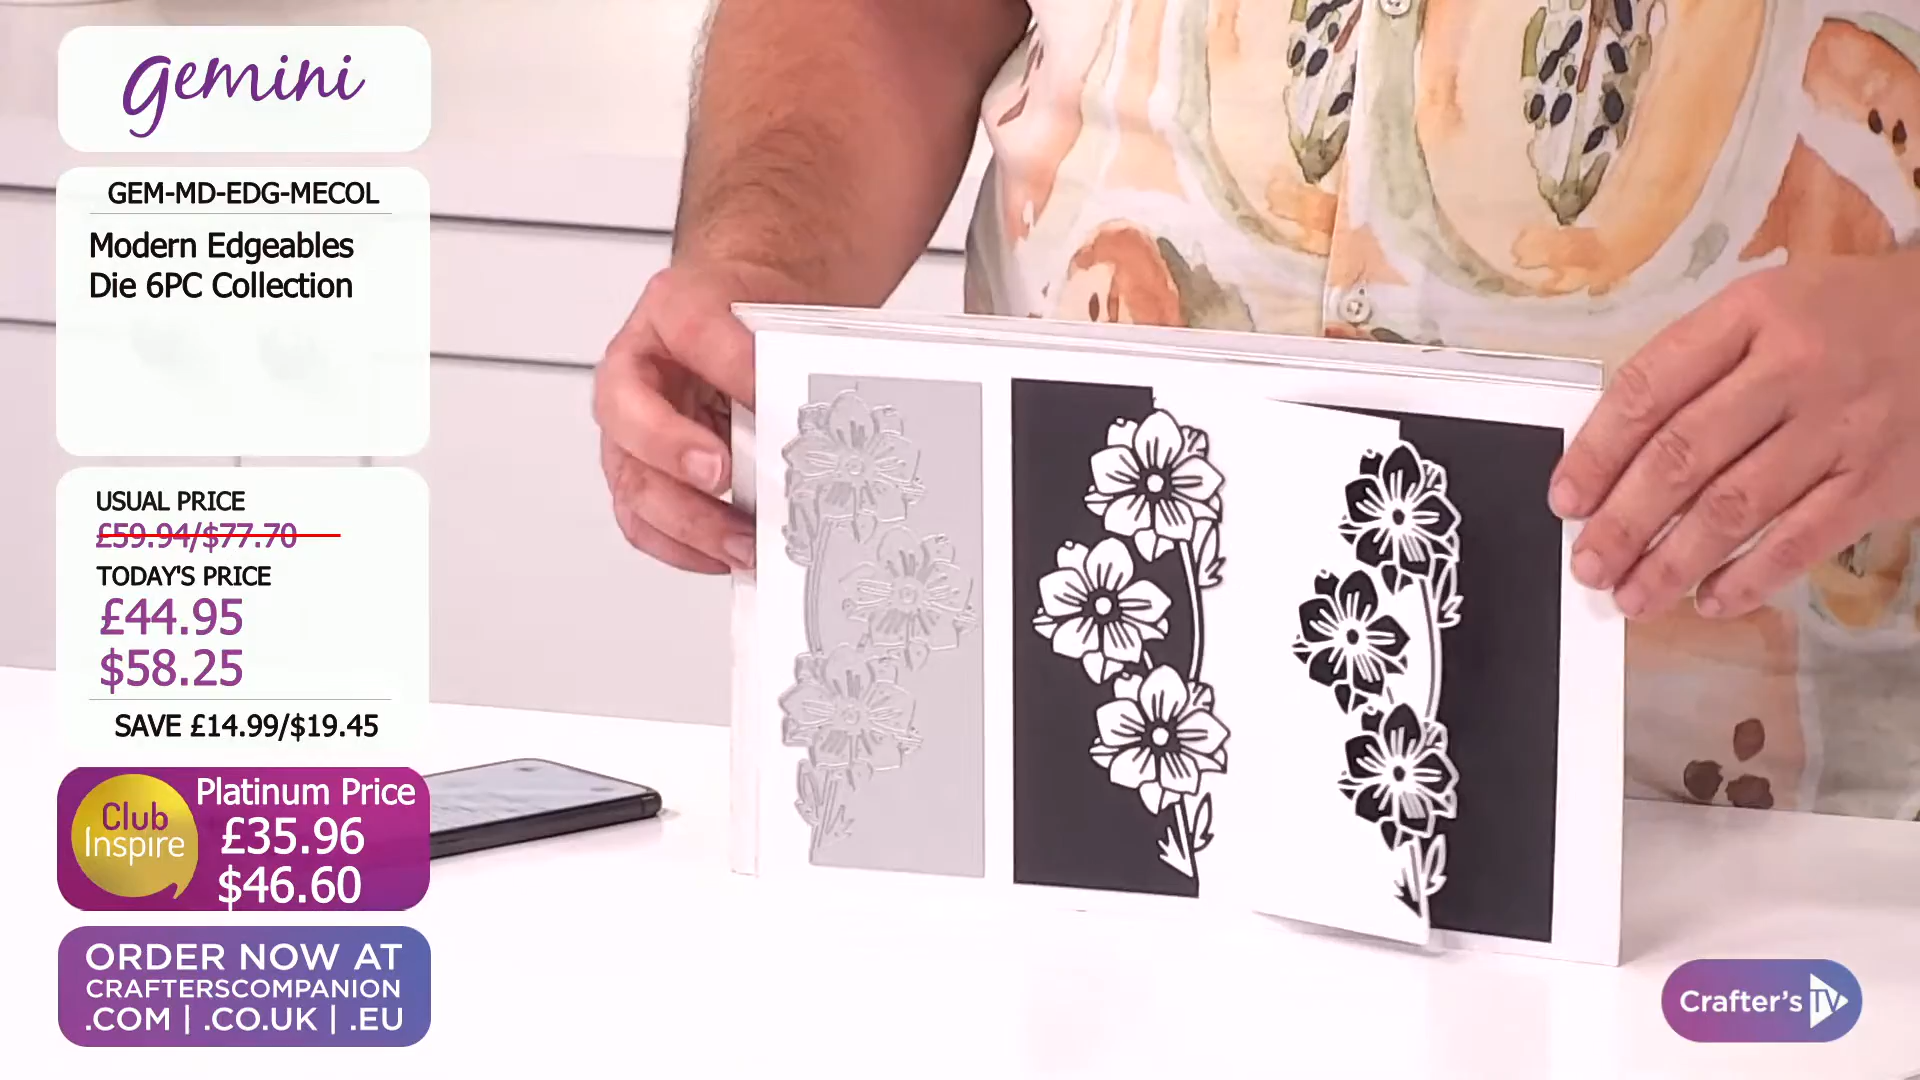 gemini
GEM-MD-EDG-MECOL
Modern Edgeables
Die 6PC Collection
USUAL PRICE
£59.94/$77.70
TODAY'S PRICE
£44.95
$58.25
SAVE £14.99/$19.45
Club
Inspire
Platinum Price
£35.96
$46.60
ORDER NOW AT
CRAFTERSCOMPANION
.COM | .CO.UK | .EU
Crafter's TV